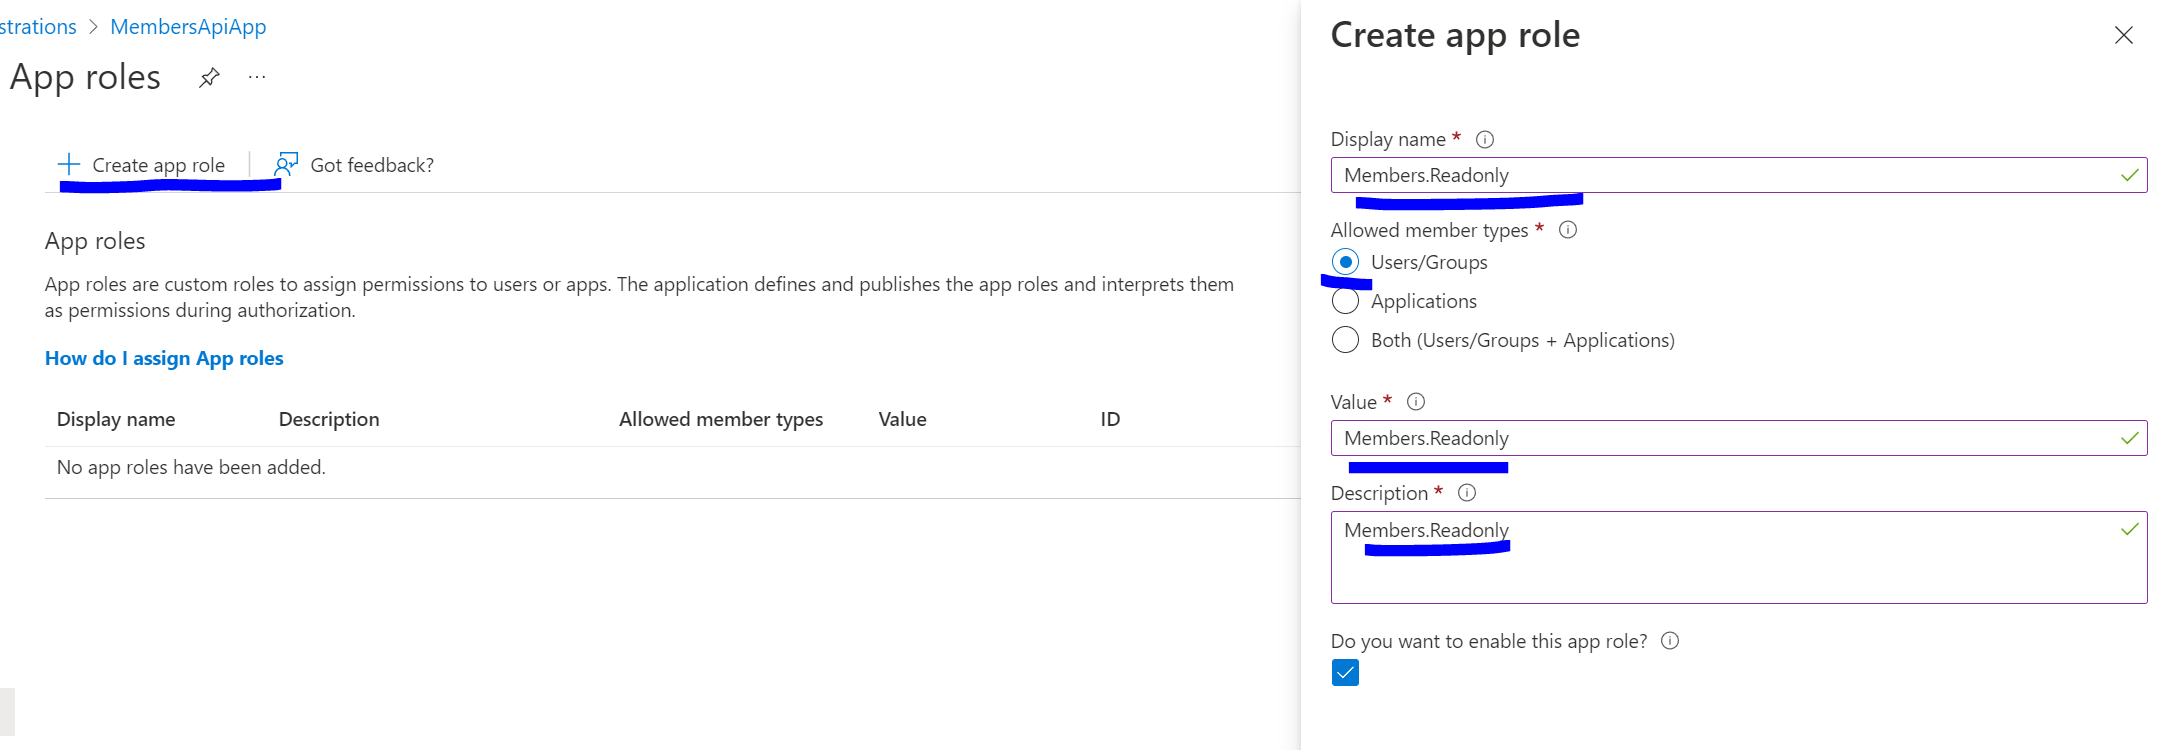 strations > MembersApiApp
App roles ...
Create app role
Got feedback?
App roles
App roles are custom roles to assign permissions to users or apps. The application defines and publishes the app roles and interprets them
as permissions during authorization.
How do I assign App roles
Display name Description Allowed member types Value ID
No app roles have been added.
Create app role
Display name *
Members.Readonly
Allowed member types *
Users/Groups
Applications
Both (Users/Groups + Applications)
Value *
Members.Readonly
Description *
Members.Readonly
Do you want to enable this app role?